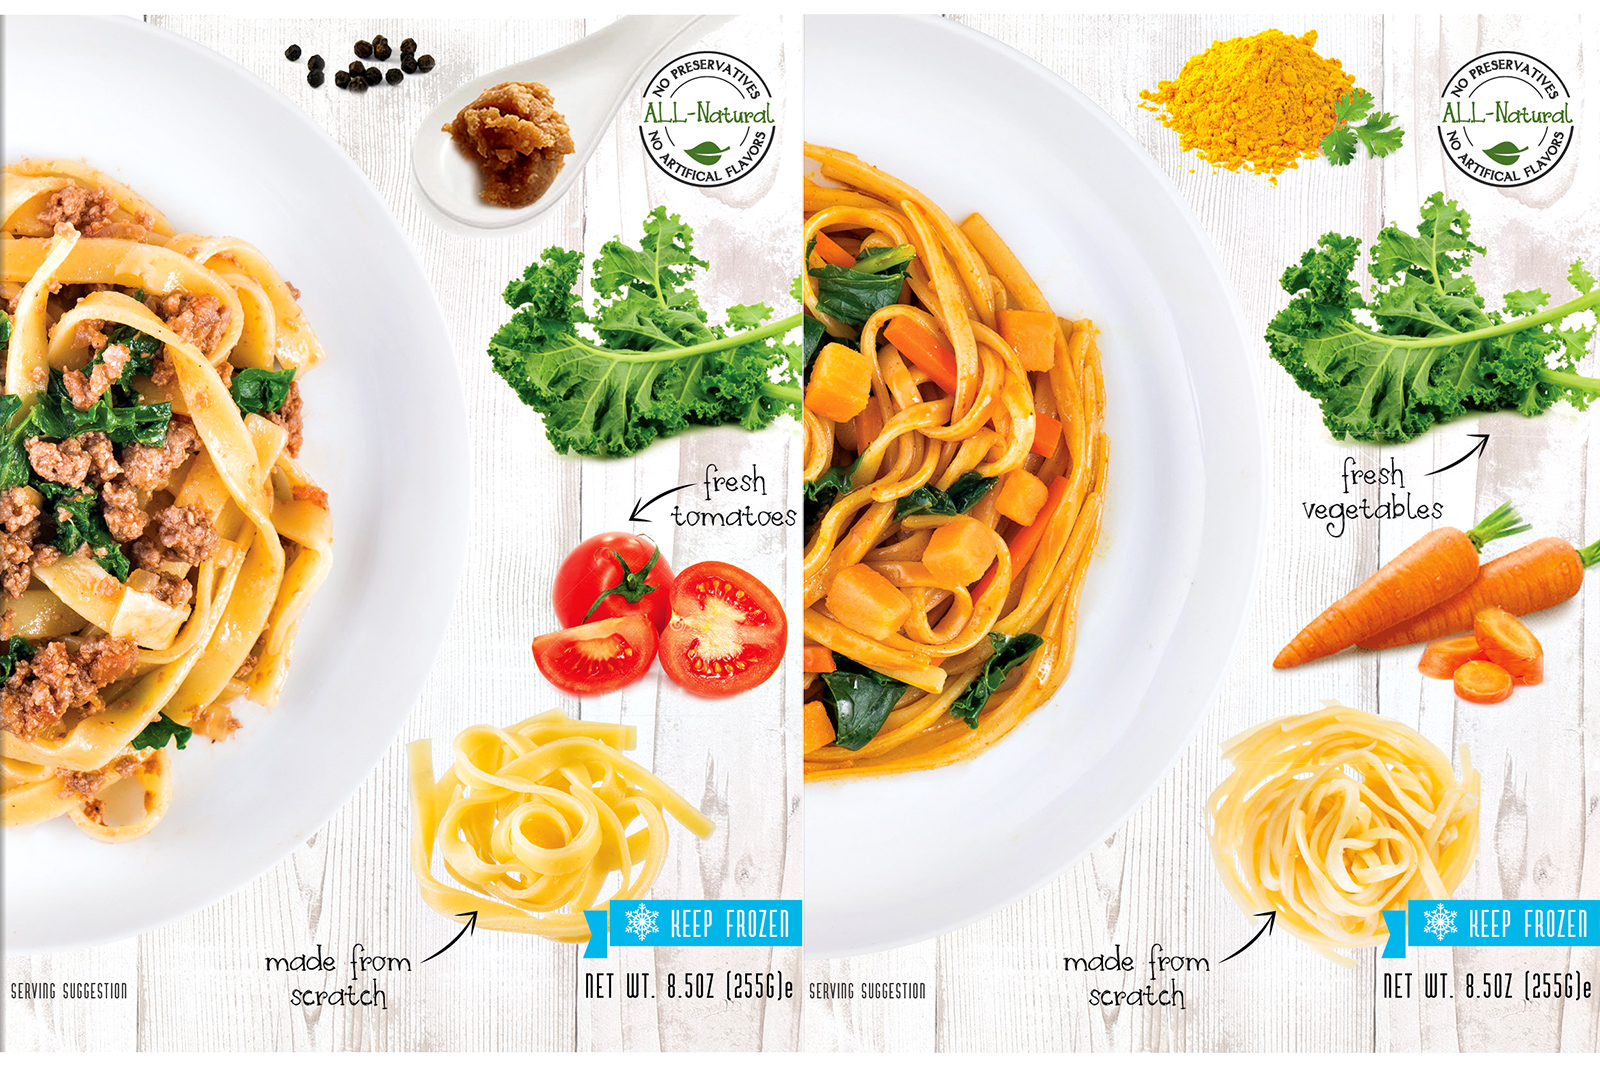 NO PRESERVATIVES
ALL-Natural
NO ARTIFICAL FLAVORS
fresh
tomatoes
made from
scratch
KEEP FROZEN
SERVING SUGGESTION
NET WT. 8.5OZ (255G)e
NO PRESERVATIVES
ALL-Natural
NO ARTIFICAL FLAVORS
fresh
vegetables
made from
scratch
KEEP FROZEN
SERVING SUGGESTION
NET WT. 8.5OZ (255G)e